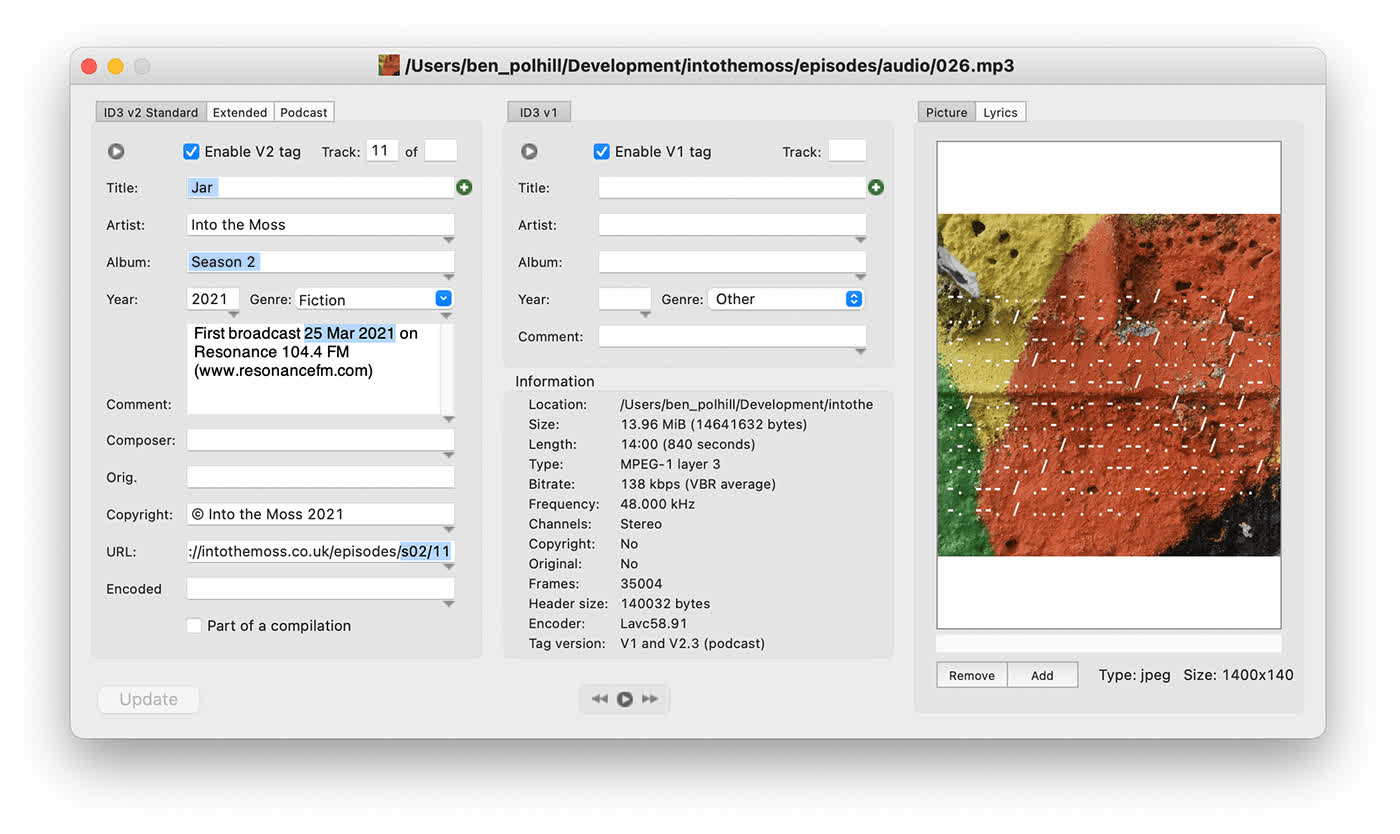 /Users/ben_polhill/Development/intothemoss/episodes/audio/026.mp3
ID3 v2 Standard Extended Podcast
Enable V2 tag Track: 11 of
Title: Jar
Artist: Into the Moss
Album: Season 2
Year: 2021 Genre: Fiction
First broadcast 25 Mar 2021 on
Resonance 104.4 FM
(www.resonancefm.com)
Comment:
Composer:
Orig.
Copyright: © Into the Moss 2021
URL: ://intothemoss.co.uk/episodes/s02/11
Encoded
Part of a compilation
Update
ID3 v1
Enable V1 tag Track:
Title:
Artist:
Album:
Year: Genre: Other
Comment:
Information
Location: /Users/ben_polhill/Development/intothe
Size: 13.96 MiB (14641632 bytes)
Length: 14:00 (840 seconds)
Type: MPEG-1 layer 3
Bitrate: 138 kbps (VBR average)
Frequency: 48.000 kHz
Channels: Stereo
Copyright: No
Original: No
Frames: 35004
Header size: 140032 bytes
Encoder: Lavc58.91
Tag version: V1 and V2.3 (podcast)
Picture Lyrics
Remove Add Type: jpeg Size: 1400x140